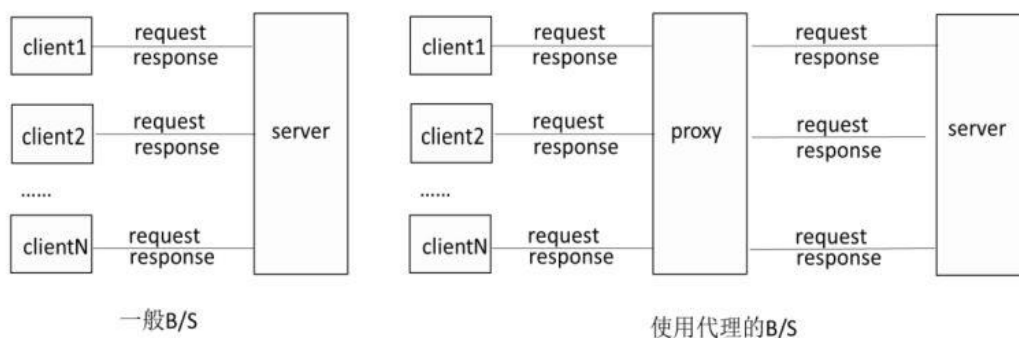 client1
request
response
client2
request
response
server
......
clientN
request
response
一般B/S
client1
request
response
client2
request
response
......
clientN
request
response
proxy
request
response
request
response
request
response
server
使用代理的B/S